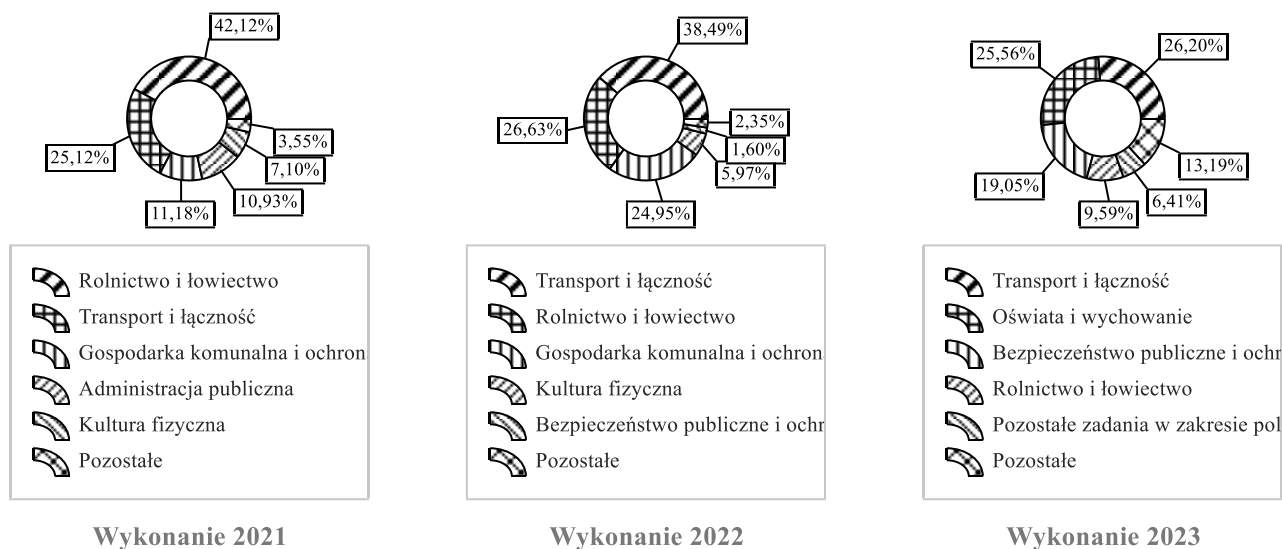 42,12%
3,55%
7,10%
10,93%
11,18%
25,12%
Rolnictwo i łowiectwo
Transport i łączność
Gospodarka komunalna i ochron
Administracja publiczna
Kultura fizyczna
Pozostałe
Wykonanie 2021
38,49%
2,35%
1,60%
5,97%
24,95%
26,63%
Transport i łączność
Rolnictwo i łowiectwo
Gospodarka komunalna i ochron
Kultura fizyczna
Bezpieczeństwo publiczne i ochr
Pozostałe
Wykonanie 2022
26,20%
13,19%
6,41%
9,59%
19,05%
25,56%
Transport i łączność
Oświata i wychowanie
Bezpieczeństwo publiczne i ochr
Rolnictwo i łowiectwo
Pozostałe zadania w zakresie pol
Pozostałe
Wykonanie 2023